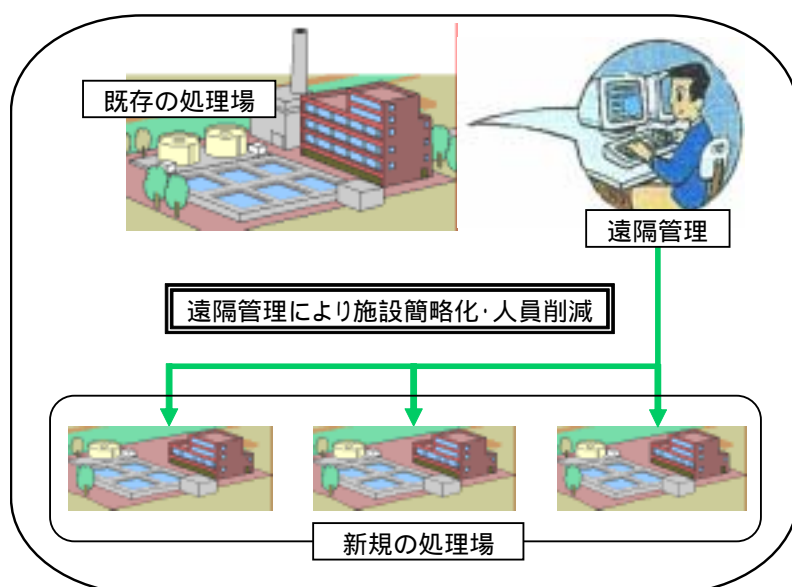 既存の処理場
遠隔管理
遠隔管理により施設簡略化・人員削減
新規の処理場